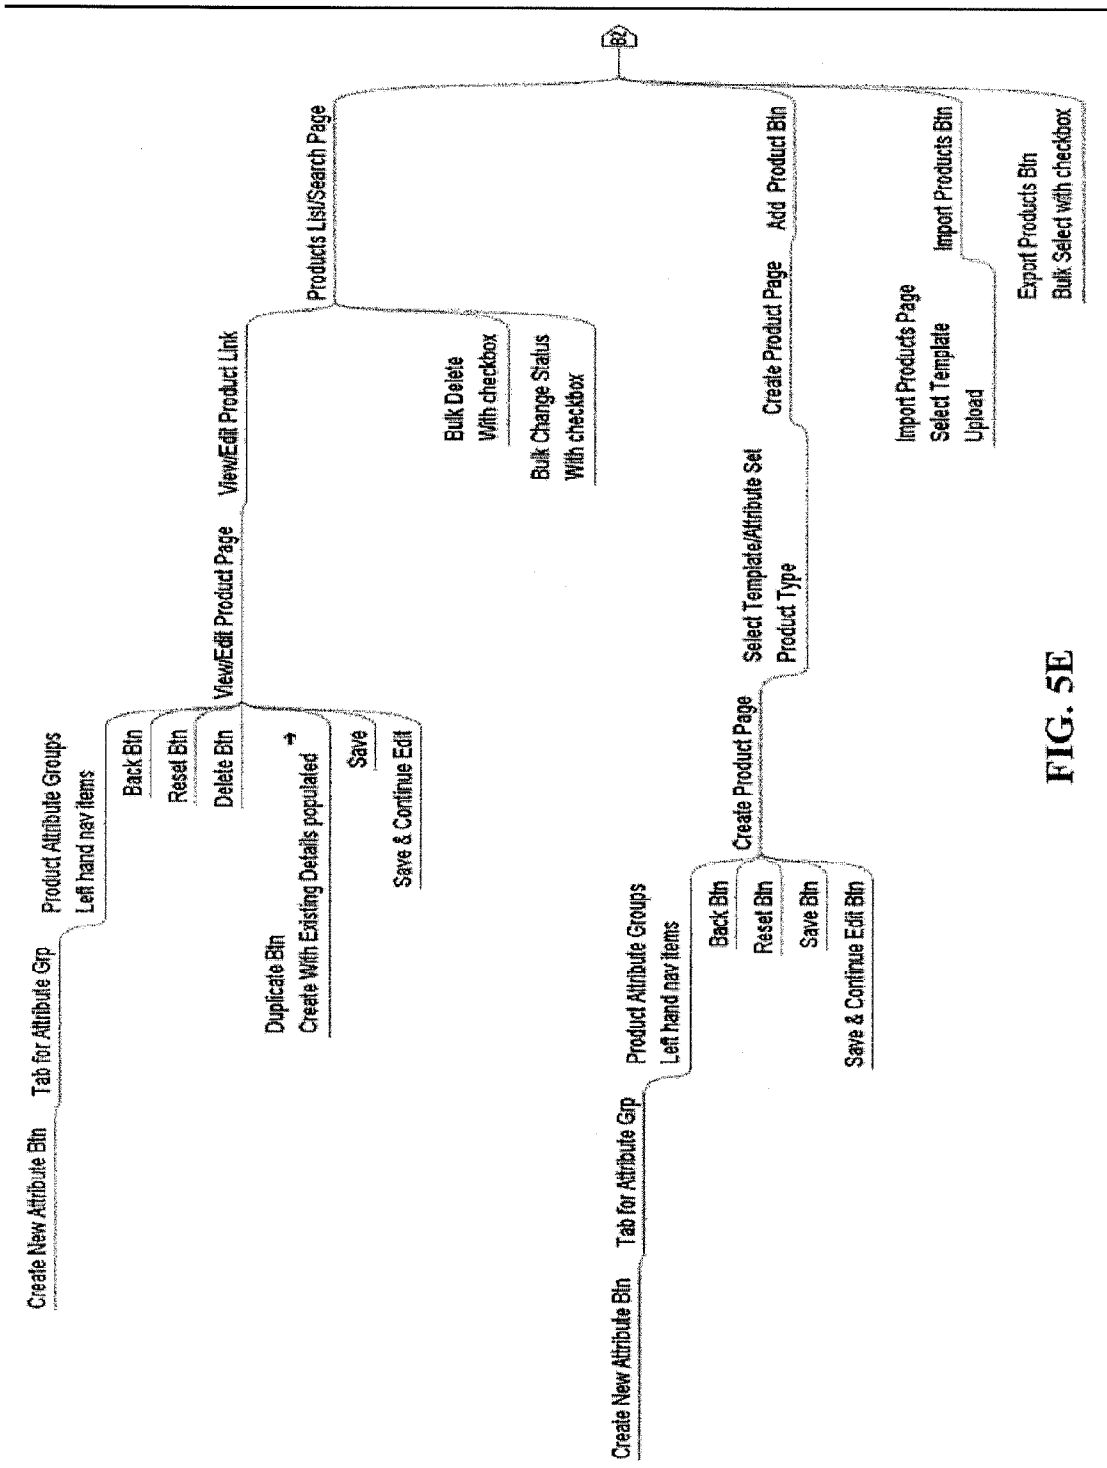 B2
Products List/Search Page
View/Edit Product Link
View/Edit Product Page
Product Attribute Groups
Left hand nav items
Tab for Attribute Grp
Create New Attribute Btn
Back Btn
Reset Btn
Delete Btn
Duplicate Btn
Create With Existing Details populated
Save
Save & Continue Edit
Bulk Delete
With checkbox
Bulk Change Status
With checkbox
Add Product Btn
Create Product Page
Select Template/Attribute Set
Product Type
Create Product Page
Product Attribute Groups
Left hand nav items
Tab for Attribute Grp
Create New Attribute Btn
Back Btn
Reset Btn
Save Btn
Save & Continue Edit Btn
Import Products Btn
Import Products Page
Select Template
Upload
Export Products Btn
Bulk Select with checkbox
FIG. 5E